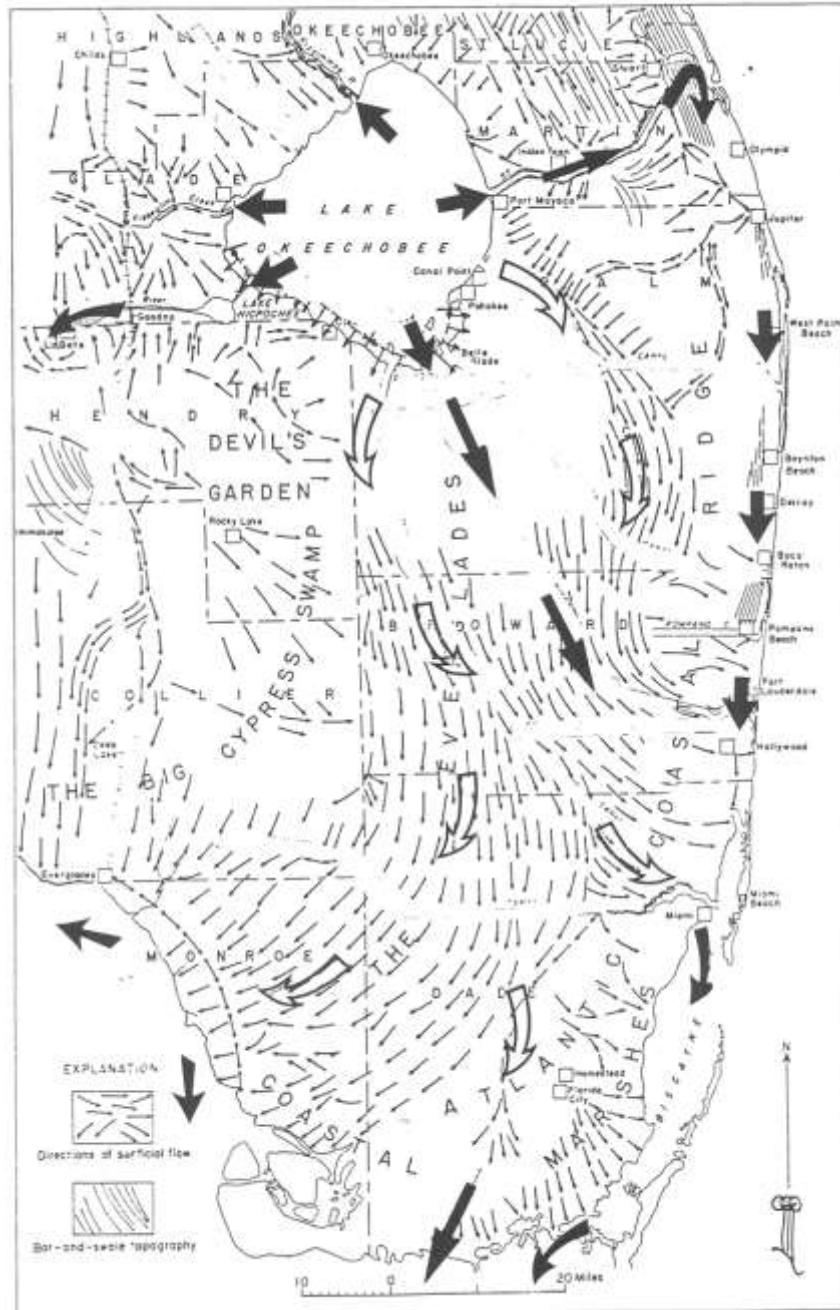 HIGHLANDS
OKEECHOBEE
ST. LUCIE
Childs
Okeechobee
Stuart
MARTIN
Indiantown
Olympia
GLADES
LAKE
OKEECHOBEE
Port Mayaca
Jupiter
Canal Point
Pahokee
PALM
River
LAKE HICPOCHEE
LaBelle
Belle
Glade
CANAL
West Palm
Beach
THE
HENDRY
DEVIL'S
GARDEN
RIDGE
Boynton
Beach
Delray
Immokalee
Rocky Lake
Boca
Raton
SWAMP
EVERGLADES
BROWARD
POMPANO C.
Pompano
Beach
COLLIER
CYPRESS
Fort
Lauderdale
Hollywood
THE
BIG
COASTAL
Everglades
Miami
Beach
Miami
MONROE
THE
DADE
ATLANTIC
EXPLANATION
Homestead
Florida
City
BISCAYNE
COASTAL
MARSHES
Directions of surficial flow
Bar-and-swale topography
N
10
0
20 Miles